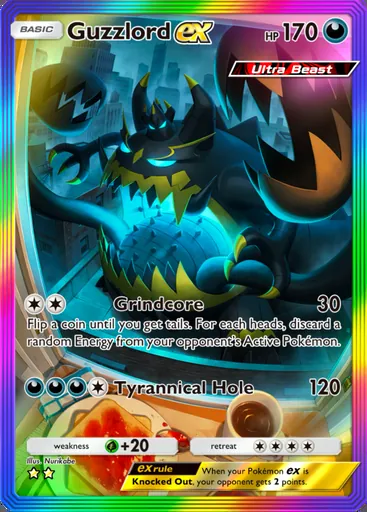 BASIC Guzzlord ex HP 170
Ultra Beast
Grindcore 30
Flip a coin until you get tails. For each heads, discard a
random Energy from your opponent's Active Pokémon.
Tyrannical Hole 120
weakness +20 retreat
Illus. Nurikabe
ex rule When your Pokémon ex is
Knocked Out, your opponent gets 2 points.